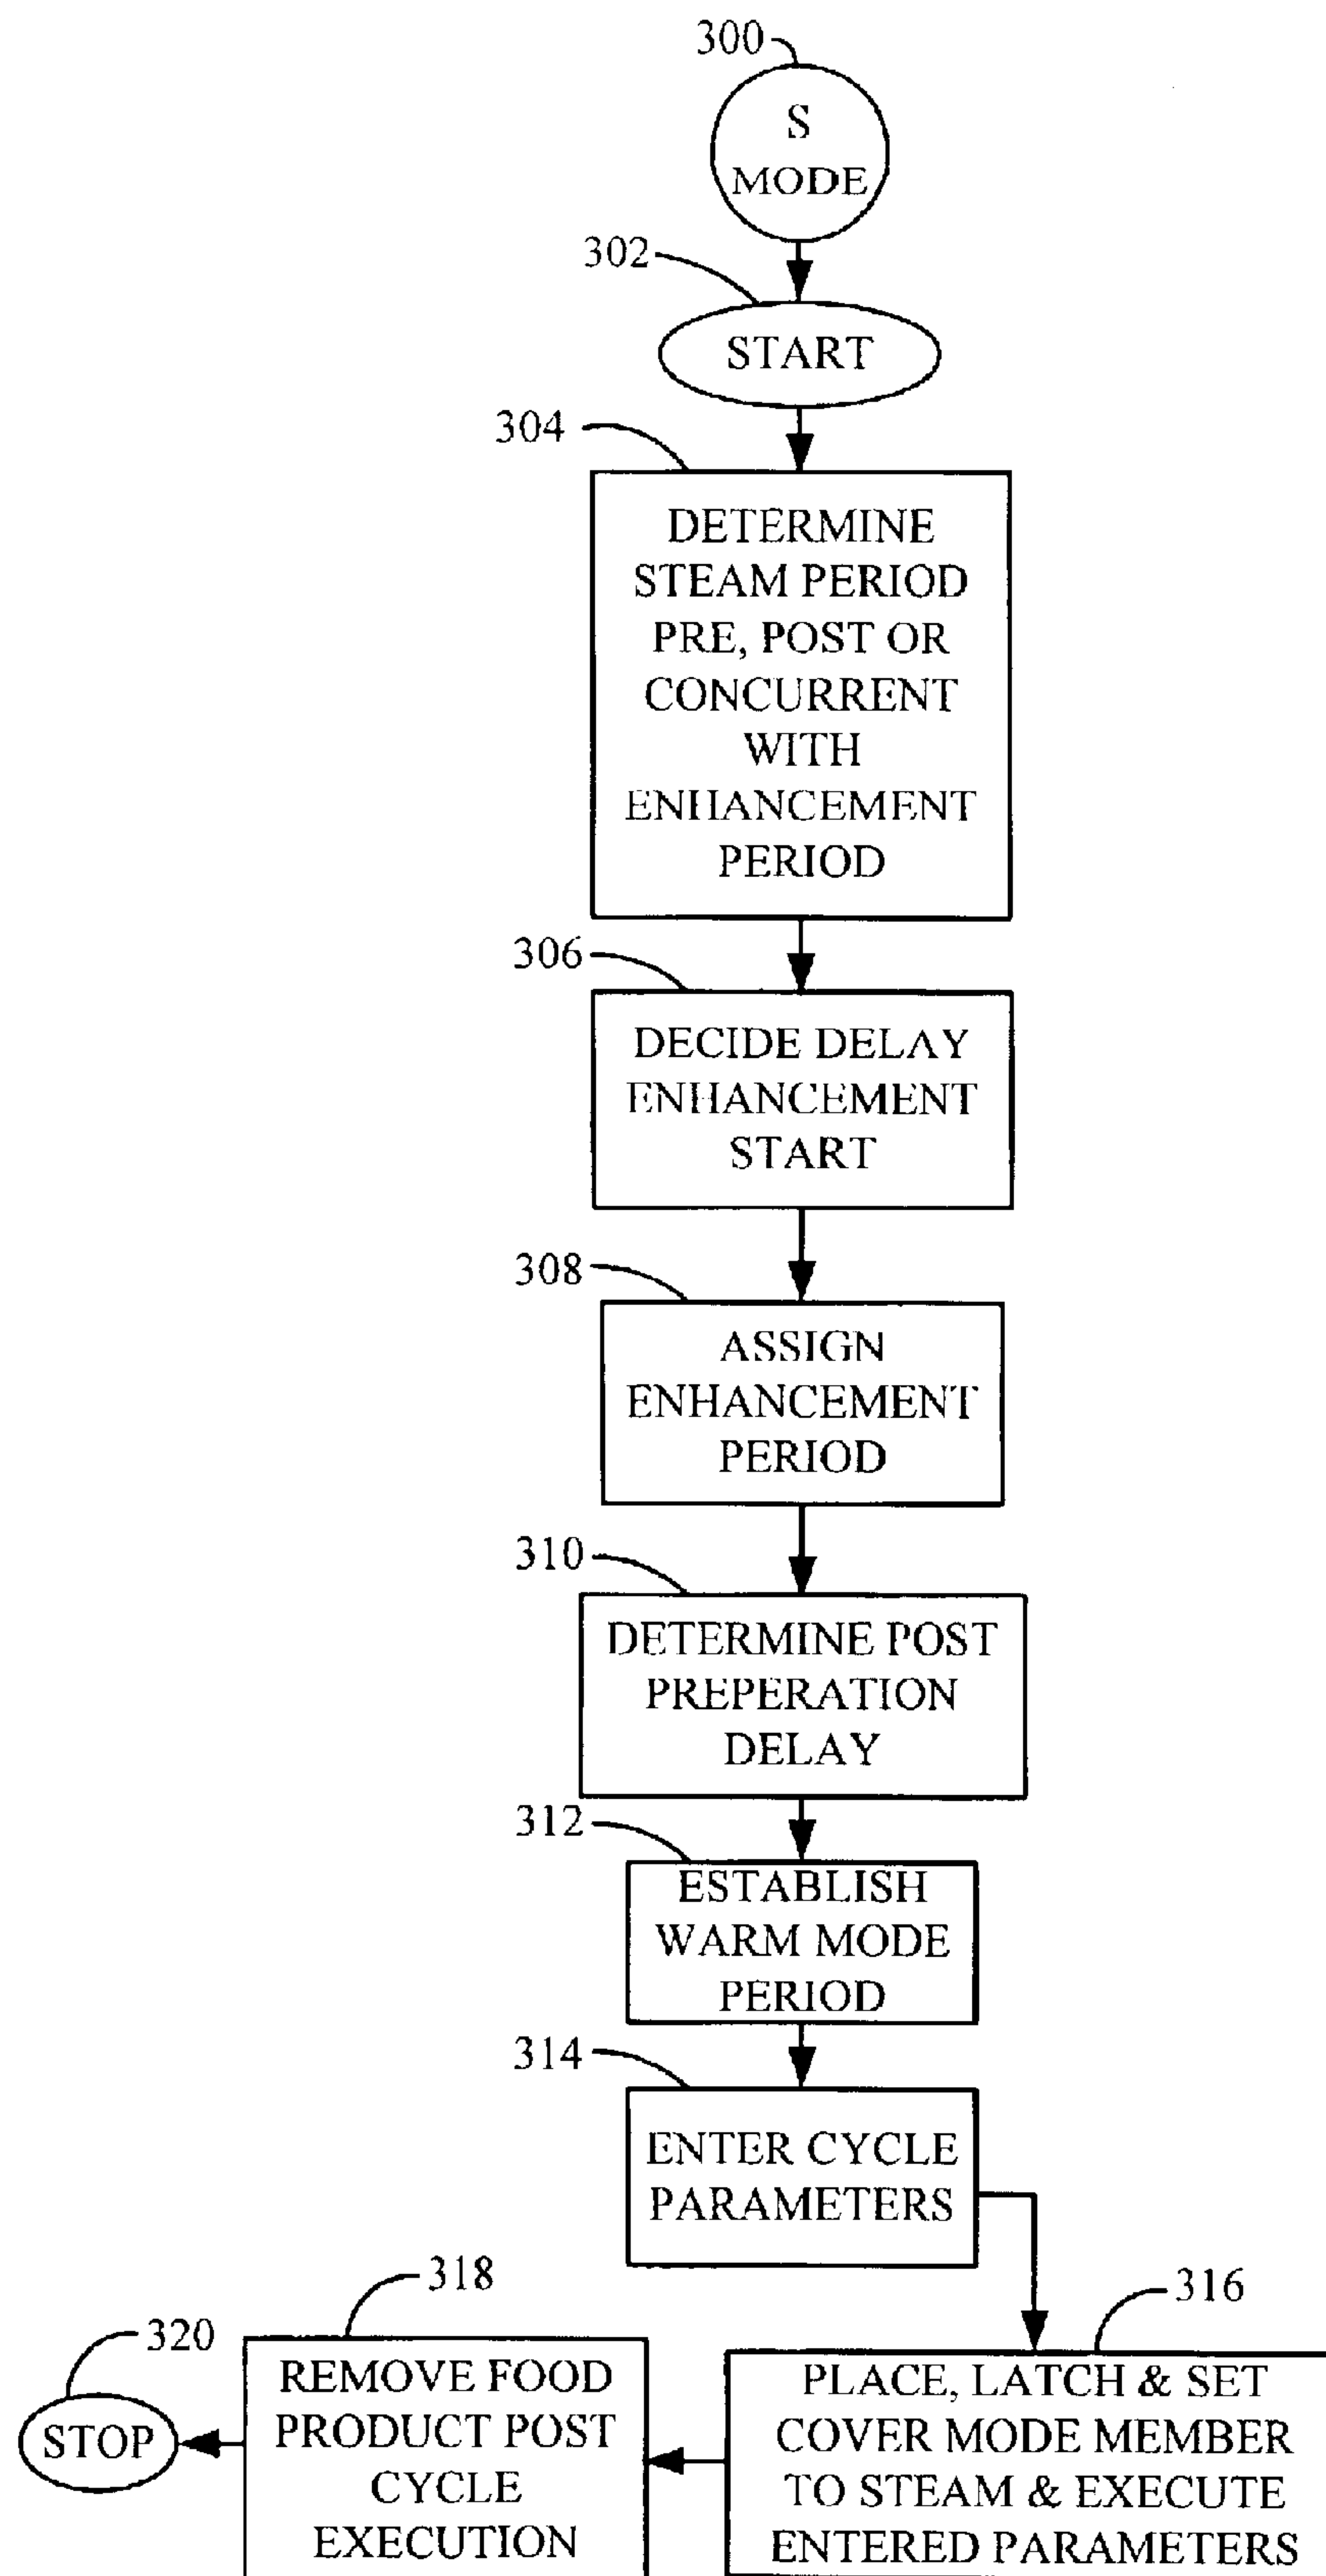 300
S
MODE
302
START
304
DETERMINE
STEAM PERIOD
PRE, POST OR
CONCURRENT
WITH
ENHANCEMENT
PERIOD
306
DECIDE DELAY
ENHANCEMENT
START
308
ASSIGN
ENHANCEMENT
PERIOD
310
DETERMINE POST
PREPERATION
DELAY
312
ESTABLISH
WARM MODE
PERIOD
314
ENTER CYCLE
PARAMETERS
316
PLACE, LATCH & SET
COVER MODE MEMBER
TO STEAM & EXECUTE
ENTERED PARAMETERS
318
REMOVE FOOD
PRODUCT POST
CYCLE
EXECUTION
320
STOP